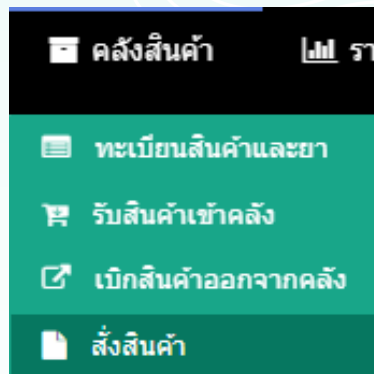 คลังสินค้า รา
ทะเบียนสินค้าและยา
รับสินค้าเข้าคลัง
เบิกสินค้าออกจากคลัง
สั่งสินค้า